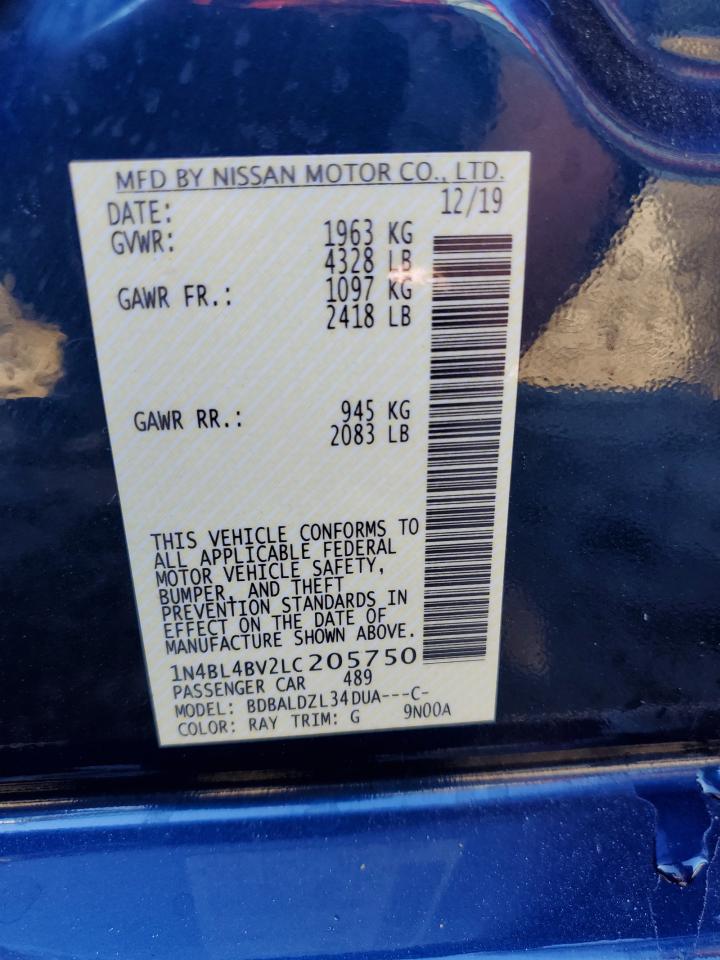 MFD BY NISSAN MOTOR CO., LTD.
DATE: 12/19
GVWR: 1963 KG
4328 LB
GAWR FR.: 1097 KG
2418 LB
GAWR RR.: 945 KG
2083 LB
THIS VEHICLE CONFORMS TO
ALL APPLICABLE FEDERAL
MOTOR VEHICLE SAFETY,
BUMPER, AND THEFT
PREVENTION STANDARDS IN
EFFECT ON THE DATE OF
MANUFACTURE SHOWN ABOVE.
1N4BL4BV2LC205750
PASSENGER CAR 489
MODEL: BDBALDZL34DUA---C-
COLOR: RAY TRIM: G 9N00A